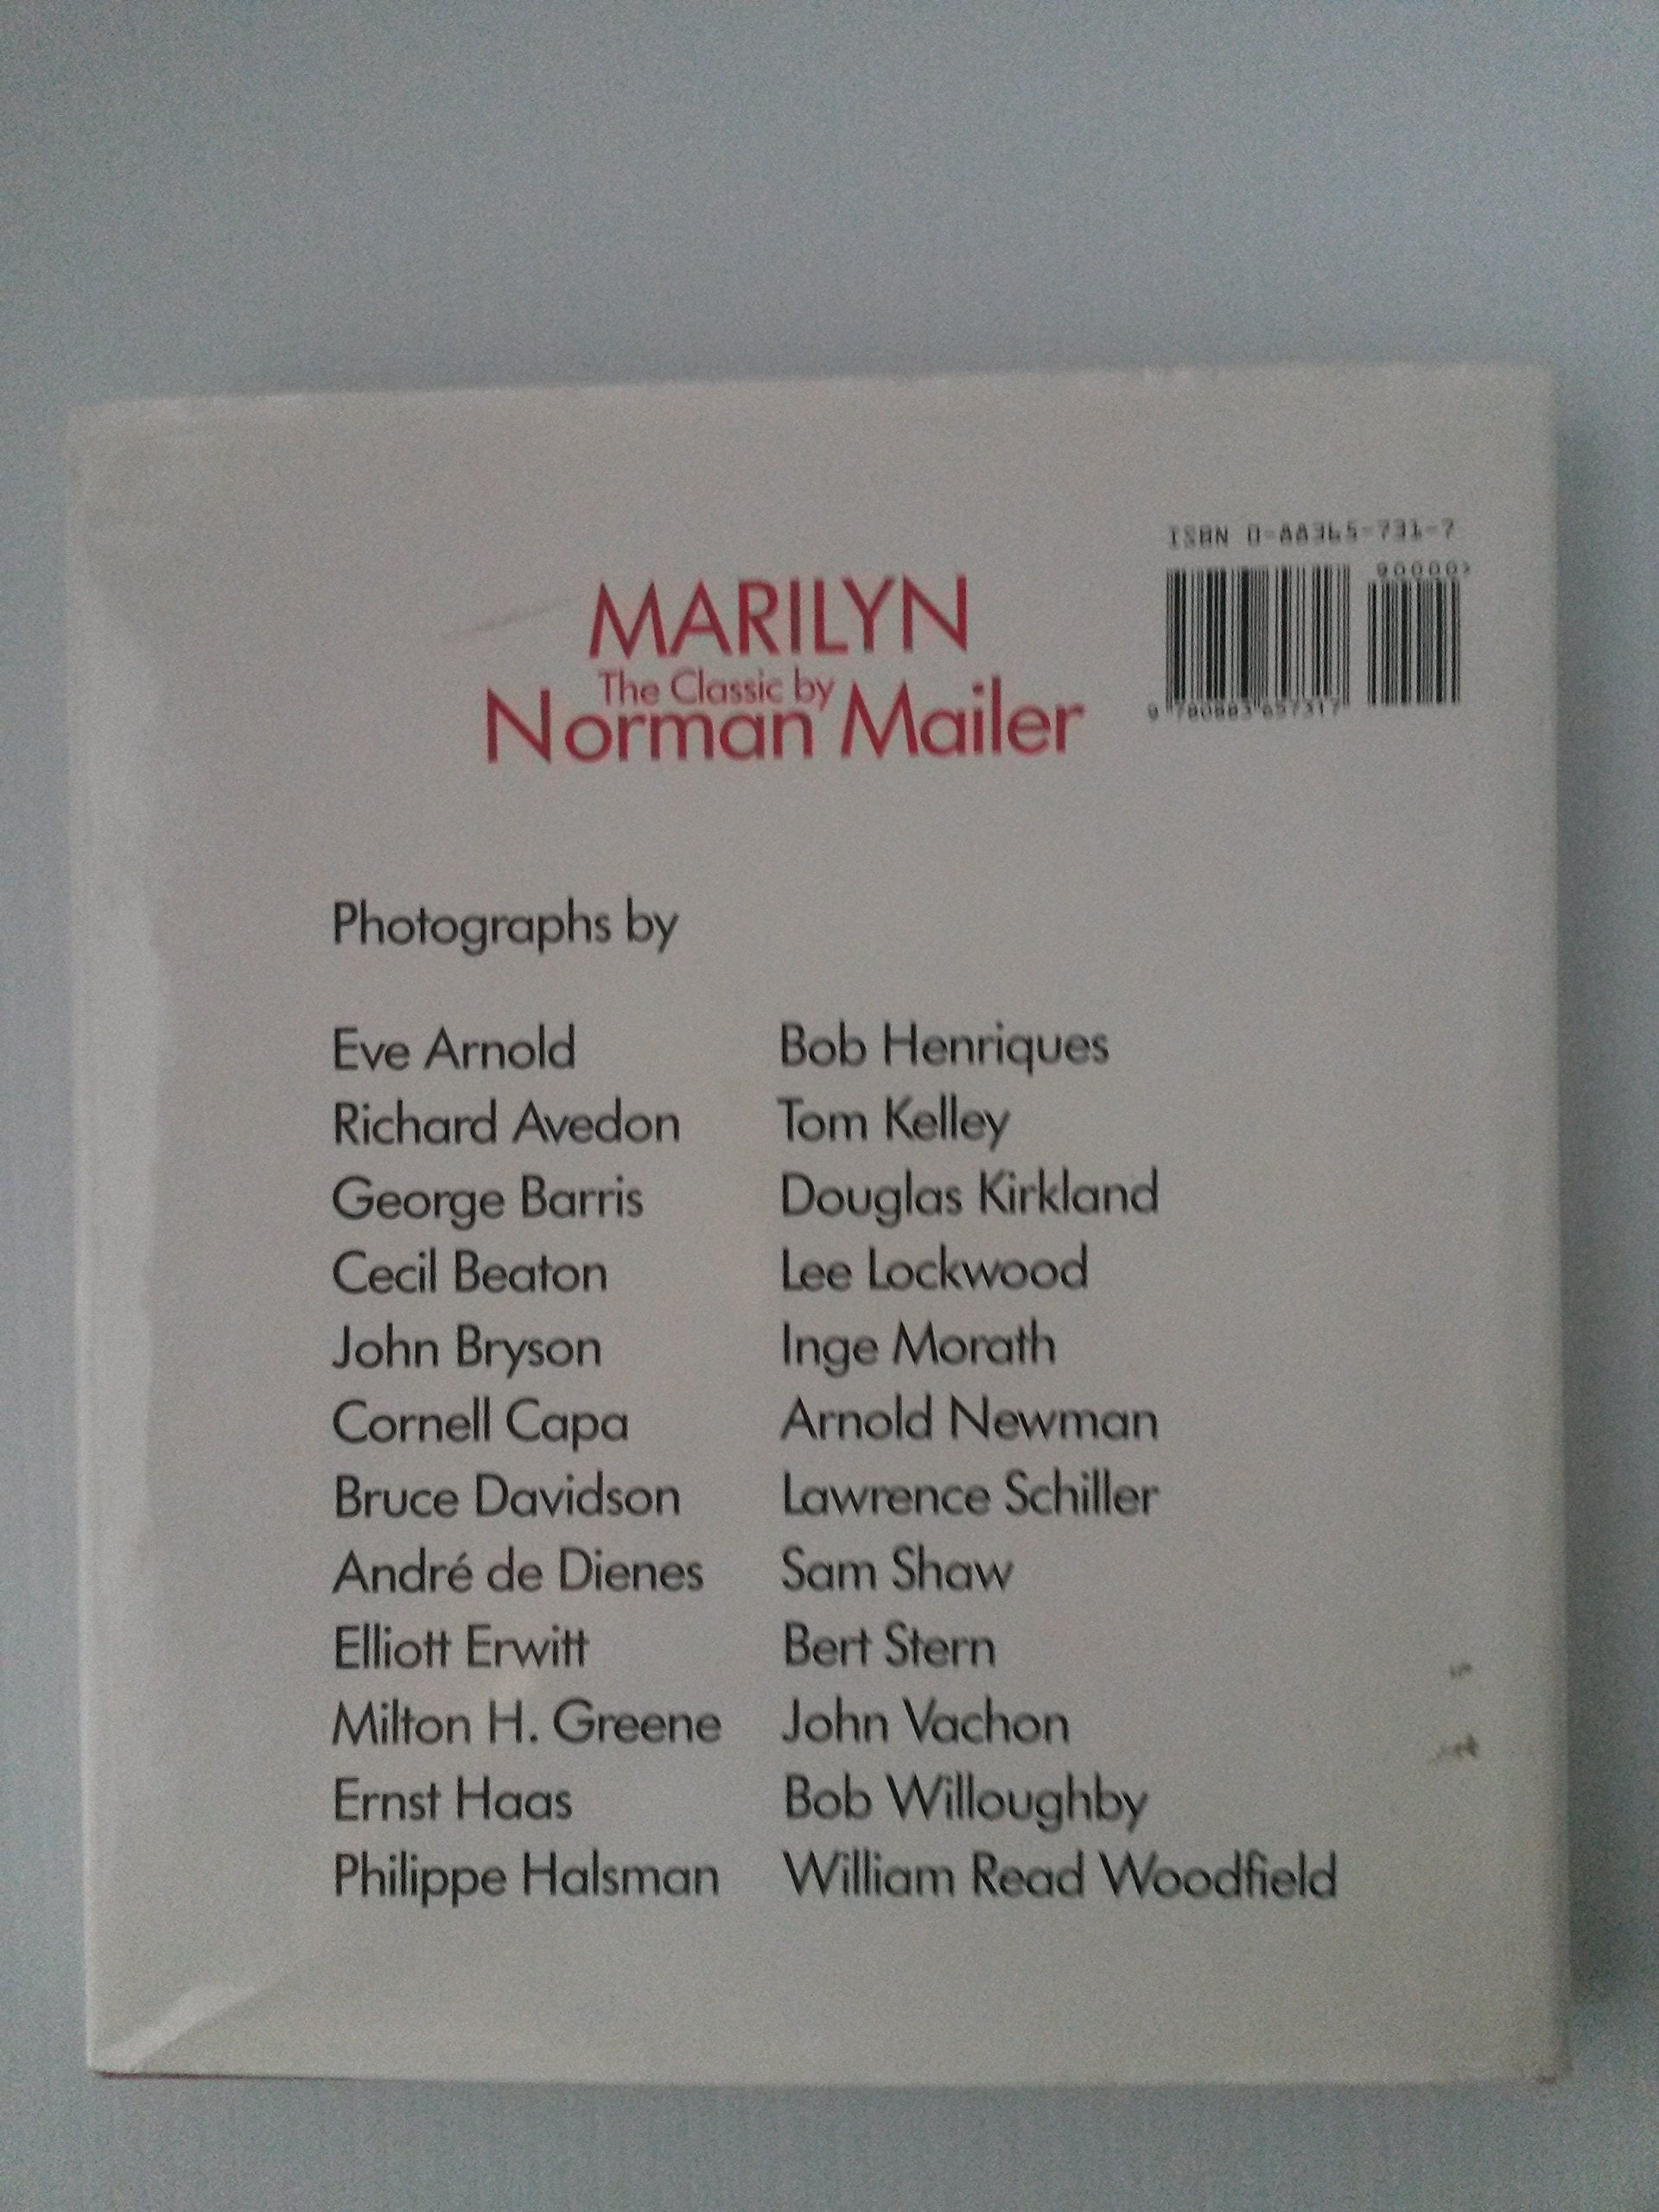 ISBN 0-88365-731-7
90000>
9 780883 657317
MARILYN
The Classic by
Norman Mailer
Photographs by
Eve Arnold
Richard Avedon
George Barris
Cecil Beaton
John Bryson
Cornell Capa
Bruce Davidson
André de Dienes
Elliott Erwitt
Milton H. Greene
Ernst Haas
Philippe Halsman
Bob Henriques
Tom Kelley
Douglas Kirkland
Lee Lockwood
Inge Morath
Arnold Newman
Lawrence Schiller
Sam Shaw
Bert Stern
John Vachon
Bob Willoughby
William Read Woodfield